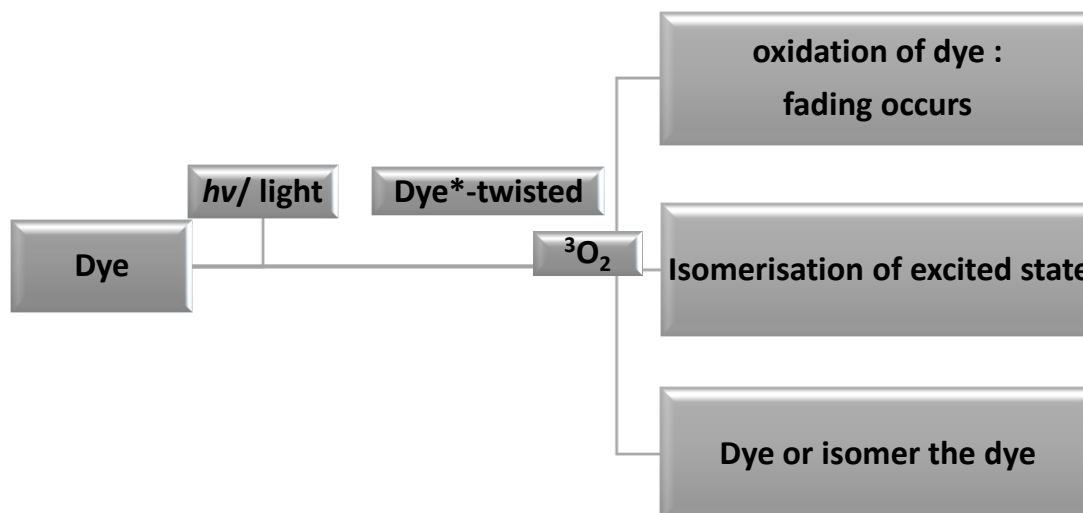 oxidation of dye :
fading occurs
hv/ light
Dye*-twisted
Dye
³O₂
Isomerisation of excited state
Dye or isomer the dye